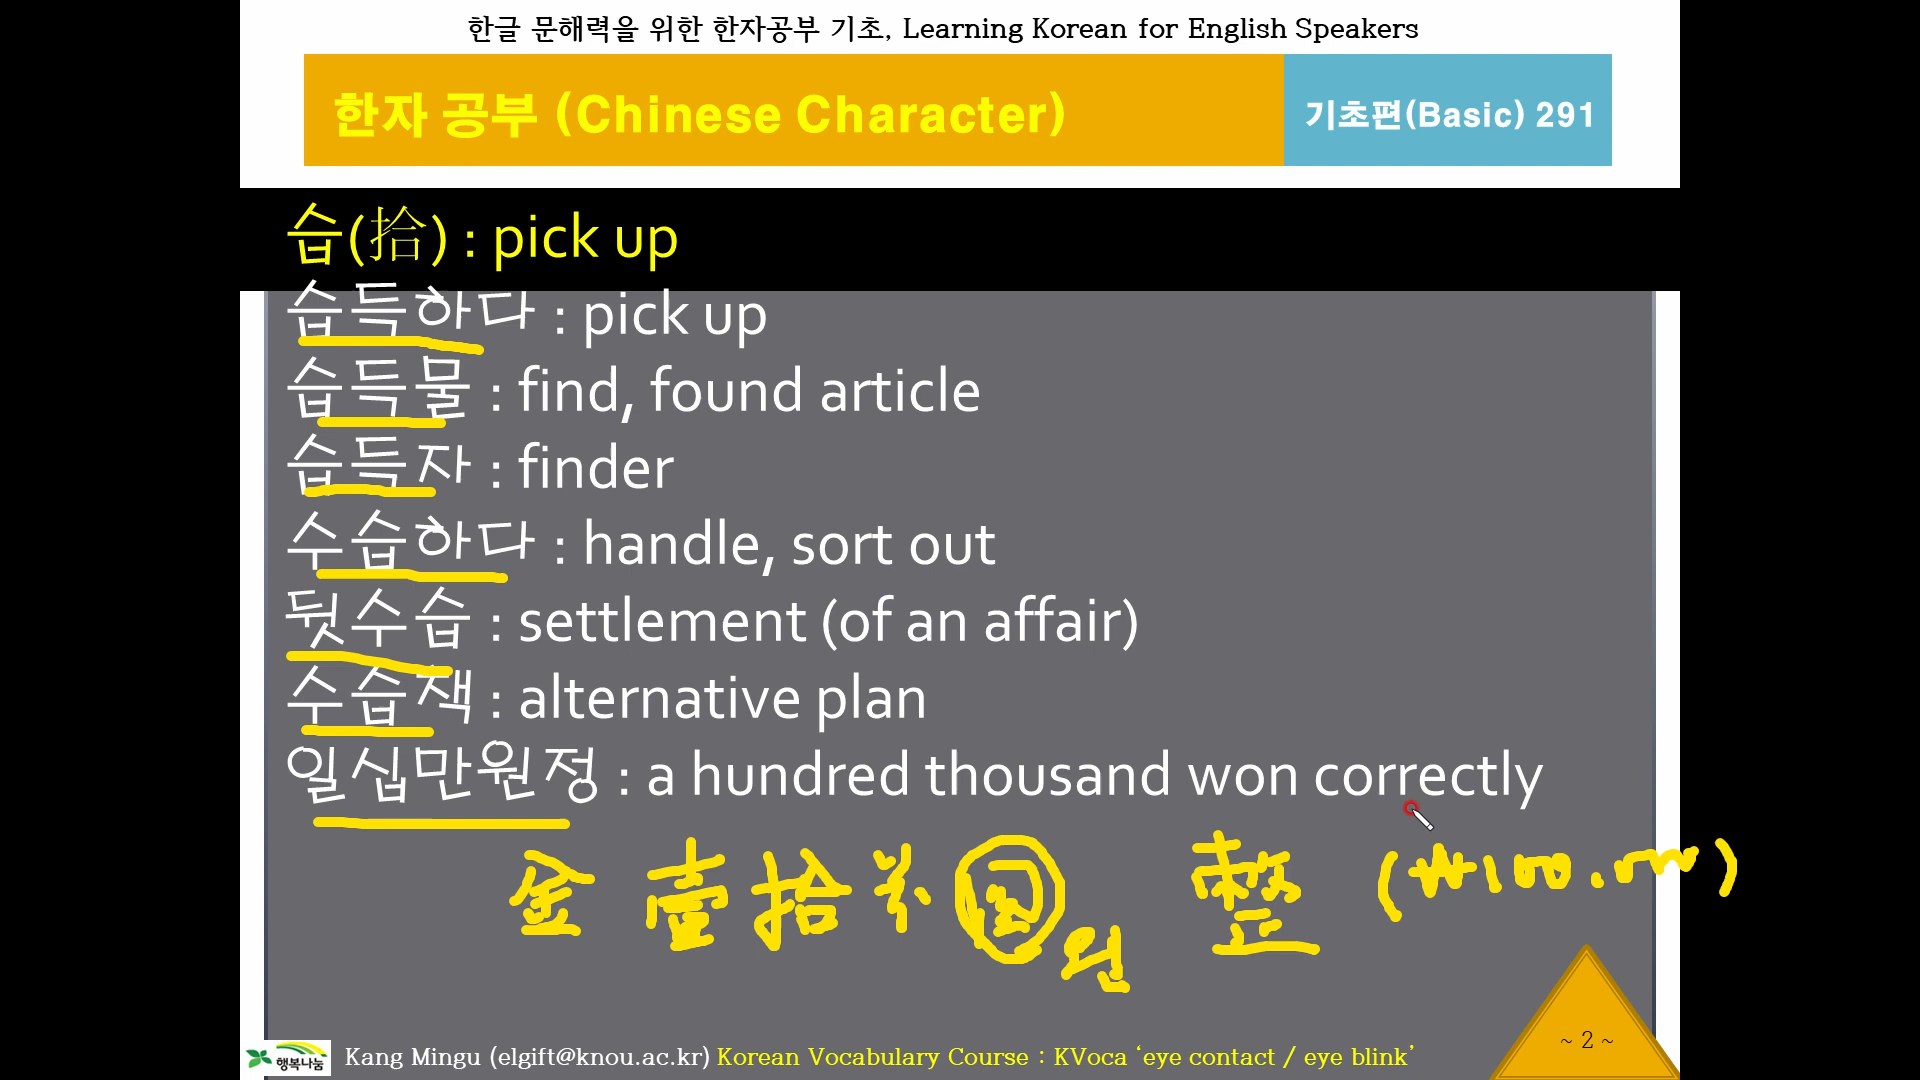 한글 문해력을 위한 한자공부 기초, Learning Korean for English Speakers
한자 공부 (Chinese Character)
기초편(Basic) 291
습(拾) : pick up
습득하다 : pick up
습득물 : find, found article
습득자 : finder
수습하다 : handle, sort out
뒷수습 : settlement (of an affair)
수습책 : alternative plan
일십만원정 : a hundred thousand won correctly
金 壹拾 원 整
~ 2 ~
행복나눔
Kang Mingu (elgift@knou.ac.kr) Korean Vocabulary Course : KVoca ‘eye contact / eye blink’